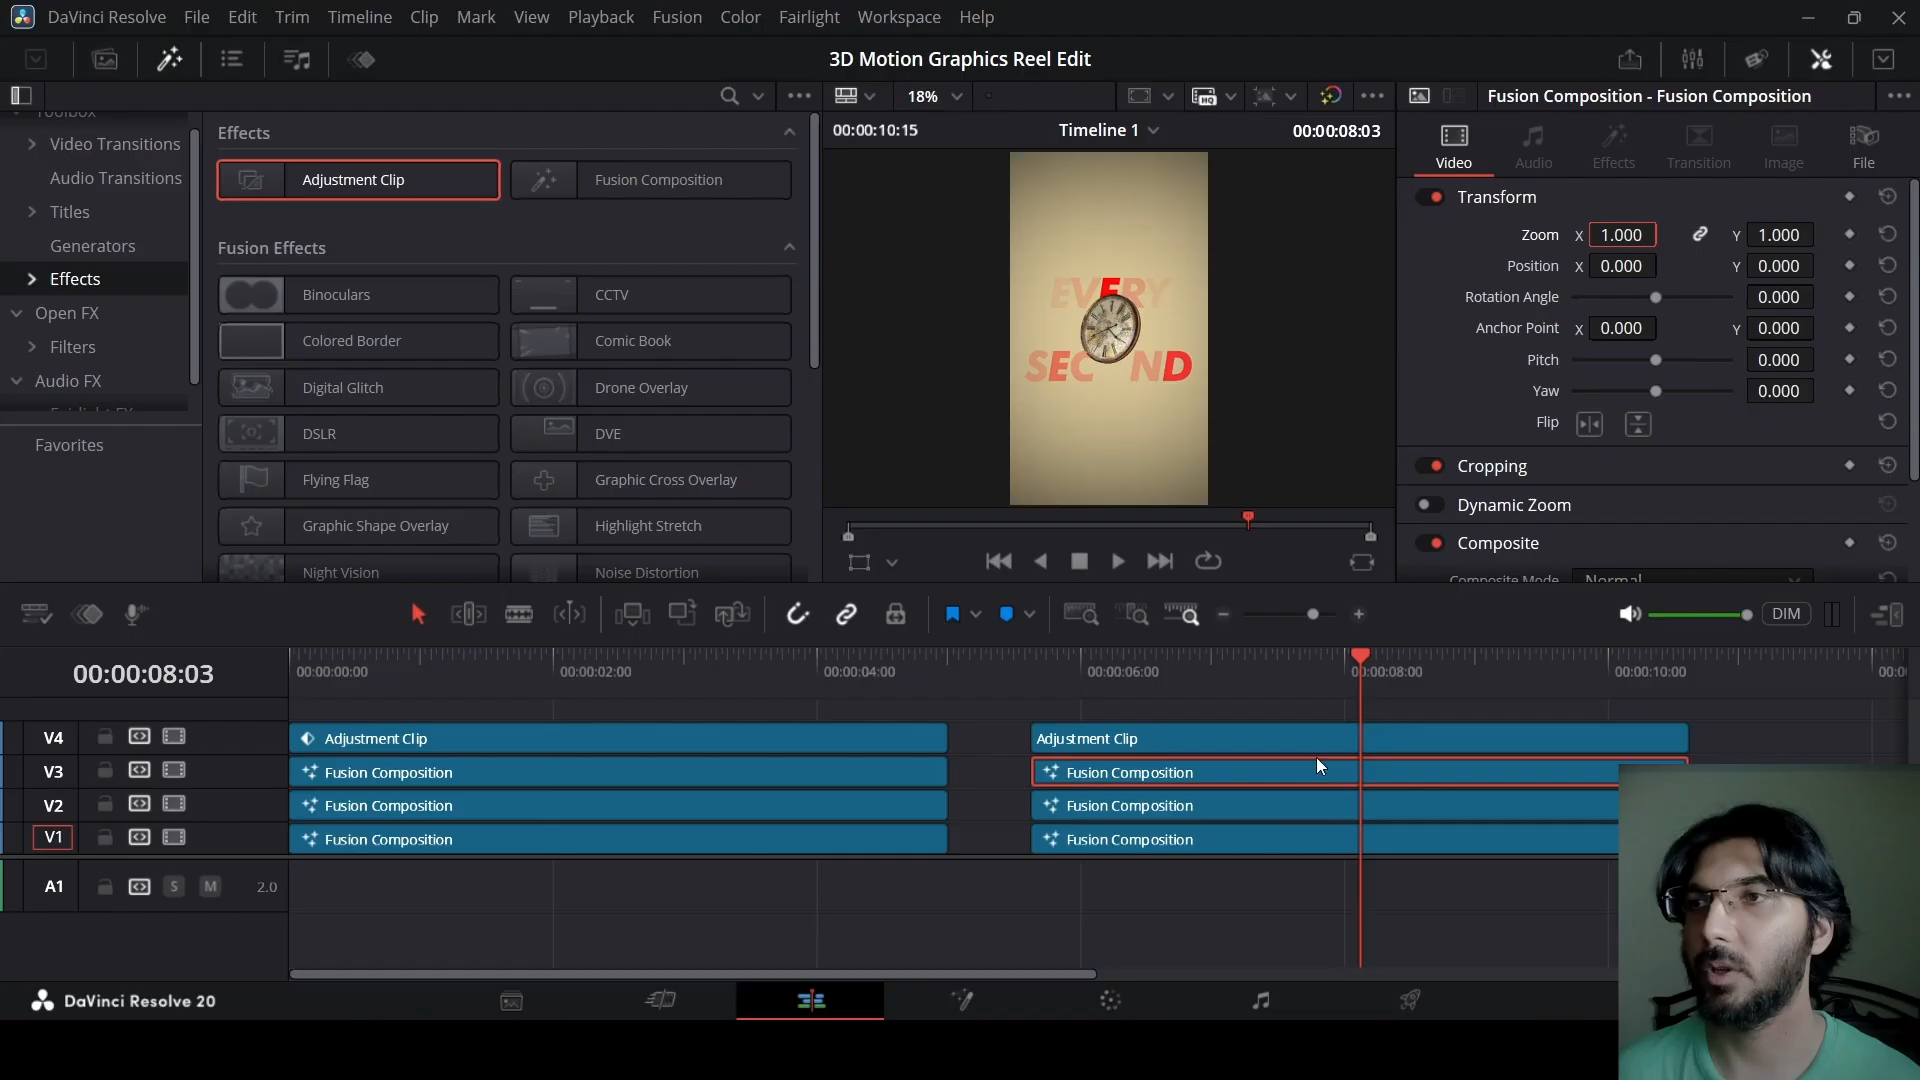 DaVinci Resolve File Edit Trim Timeline Clip Mark View Playback Fusion Color Fairlight Workspace Help
3D Motion Graphics Reel Edit
18%
Fusion Composition - Fusion Composition
Toolbox
Video Transitions
Audio Transitions
Titles
Generators
Effects
Open FX
Filters
Audio FX
Fairlight FX
Favorites
Effects
Adjustment Clip Fusion Composition
Fusion Effects
Binoculars CCTV
Colored Border Comic Book
Digital Glitch Drone Overlay
DSLR DVE
Flying Flag Graphic Cross Overlay
Graphic Shape Overlay Highlight Stretch
Night Vision Noise Distortion
00:00:10:15 Timeline 1 00:00:08:03
EVERY
SEC ND
Video Audio Effects Transition Image File
Transform
Zoom X 1.000 Y 1.000
Position X 0.000 Y 0.000
Rotation Angle 0.000
Anchor Point X 0.000 Y 0.000
Pitch 0.000
Yaw 0.000
Flip
Cropping
Dynamic Zoom
Composite
Composite Mode Normal
DIM
00:00:08:03
00:00:00:00 00:00:02:00 00:00:04:00 00:00:06:00 00:00:08:00 00:00:10:00
V4 Adjustment Clip Adjustment Clip
V3 Fusion Composition Fusion Composition
V2 Fusion Composition Fusion Composition
V1 Fusion Composition Fusion Composition
A1 S M 2.0
DaVinci Resolve 20